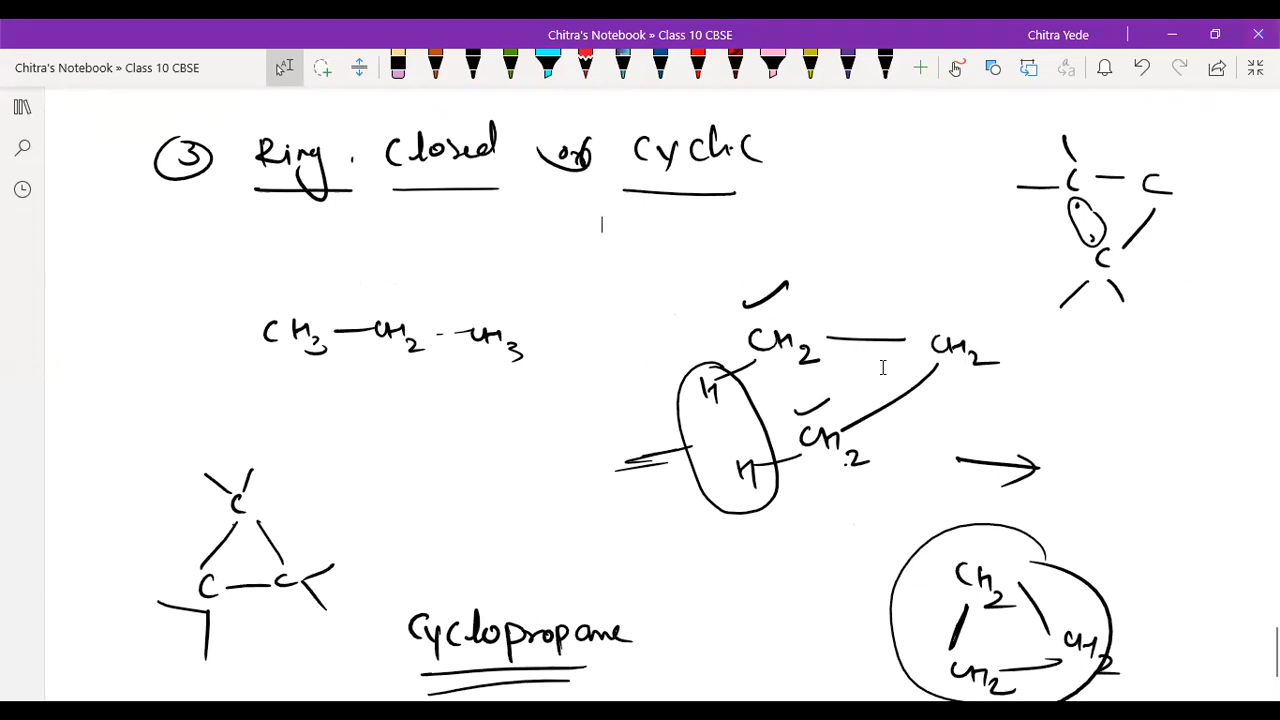 Chitra's Notebook » Class 10 CBSE
Chitra Yede
Chitra's Notebook » Class 10 CBSE
③ Ring, Closed or Cyclic
C — C
C
CH3 — CH2 - CH3
CH2 — CH2
H
CH2
H
C
C — C
CH2
CH2 — CH2
Cyclopropane